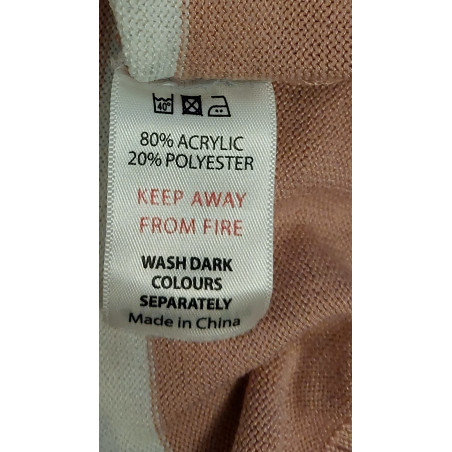 40°
80% ACRYLIC
20% POLYESTER
KEEP AWAY
FROM FIRE
WASH DARK
COLOURS
SEPARATELY
Made in China